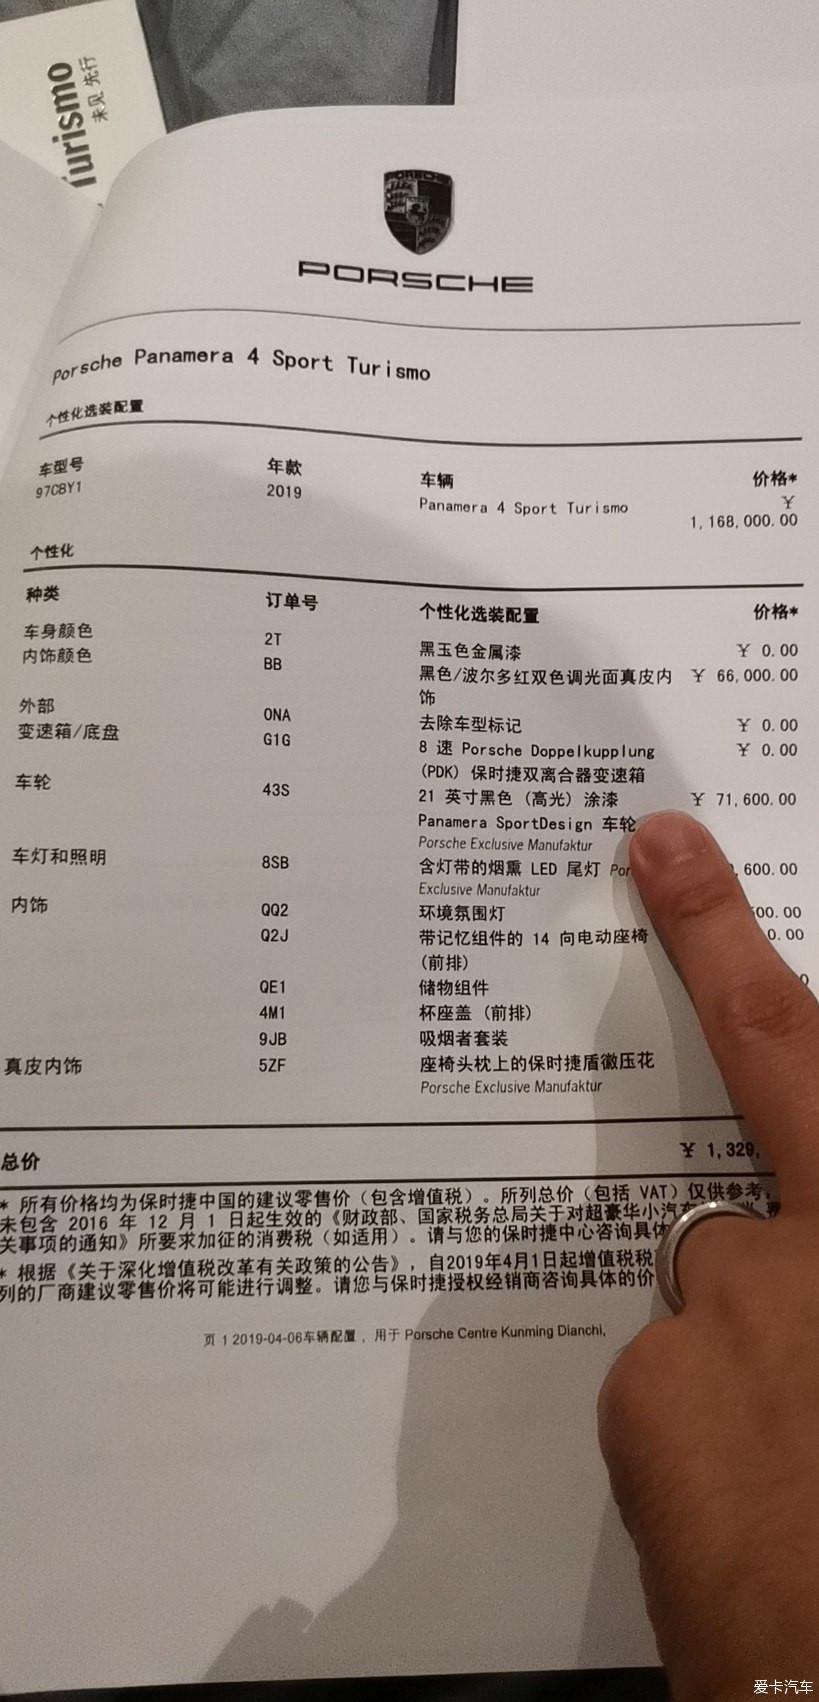 Turismo
未见 先行
PORSCHE
PORSCHE
Porsche Panamera 4 Sport Turismo
个性化选装配置
车型号 年款 车辆 价格*
97CBY1 2019 Panamera 4 Sport Turismo ¥
1,168,000.00
个性化
种类 订单号 个性化选装配置 价格*
车身颜色 2T 黑玉色金属漆 ¥ 0.00
内饰颜色 BB 黑色/波尔多红双色调光面真皮内 ¥ 66,000.00
饰
外部 0NA 去除车型标记 ¥ 0.00
变速箱/底盘 G1G 8 速 Porsche Doppelkupplung ¥ 0.00
(PDK) 保时捷双离合器变速箱
车轮 43S 21 英寸黑色 (高光) 涂漆 ¥ 71,600.00
Panamera SportDesign 车轮
Porsche Exclusive Manufaktur
车灯和照明 8SB 含灯带的烟熏 LED 尾灯 ,600.00
Exclusive Manufaktur
内饰 QQ2 环境氛围灯 00.00
Q2J 带记忆组件的 14 向电动座椅 0.00
(前排)
QE1 储物组件
4M1 杯座盖 (前排)
9JB 吸烟者套装
真皮内饰 5ZF 座椅头枕上的保时捷盾徽压花
Porsche Exclusive Manufaktur
总价 ¥ 1,329,
* 所有价格均为保时捷中国的建议零售价（包含增值税）。所列总价（包括 VAT）仅供参考，
未包含 2016 年 12 月 1 日起生效的《财政部、国家税务总局关于对超豪华小汽车
关事项的通知》所要求加征的消费税（如适用）。请与您的保时捷中心咨询具体
* 根据《关于深化增值税改革有关政策的公告》，自2019年4月1日起增值税税
列的厂商建议零售价将可能进行调整。请您与保时捷授权经销商咨询具体的价
页 1 2019-04-06车辆配置 ，用于 Porsche Centre Kunming Dianchi,
爱卡汽车